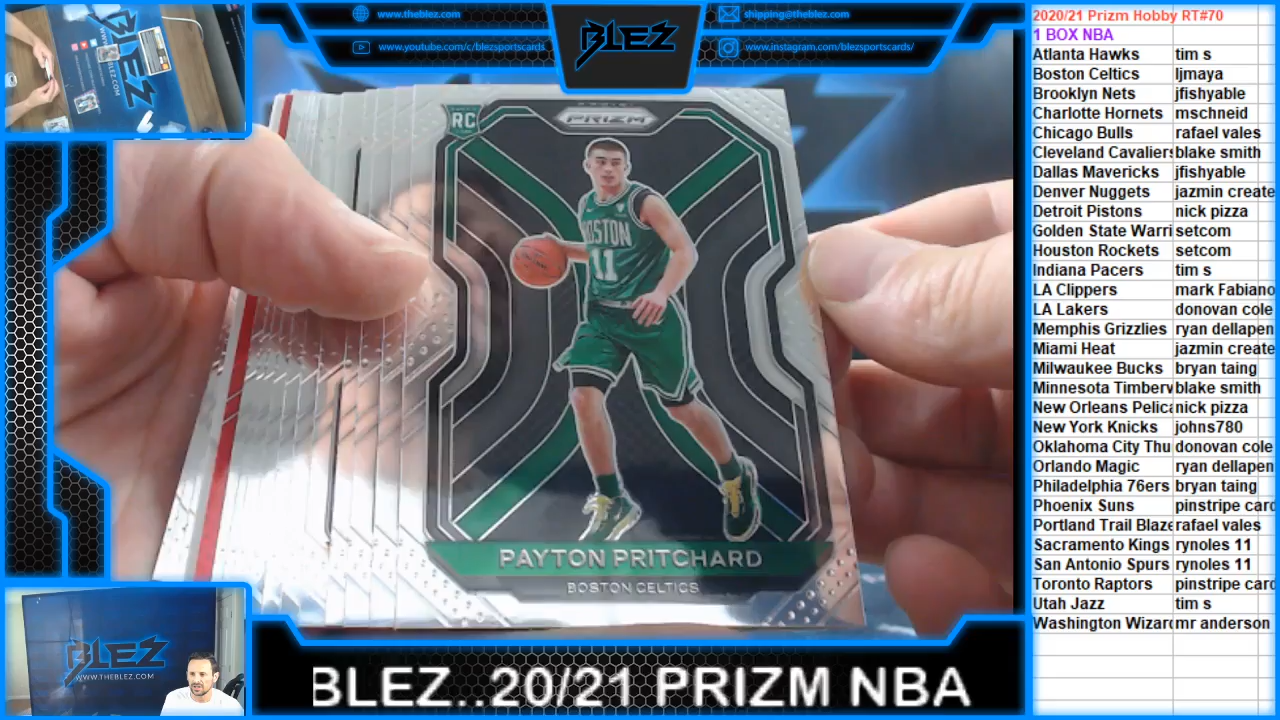 www.theblez.com
www.youtube.com/c/blezsportscards
BLEZ
shipping@theblez.com
www.instagram.com/blezsportscards/
BLEZ
RC
PRIZM
BOSTON
11
PAYTON PRITCHARD
BOSTON CELTICS
BLEZ
WWW.THEBLEZ.COM
BLEZ..20/21 PRIZM NBA
2020/21 Prizm Hobby RT#70
1 BOX NBA
Atlanta Hawks tim s
Boston Celtics ljmaya
Brooklyn Nets jfishyable
Charlotte Hornets mschneid
Chicago Bulls rafael vales
Cleveland Cavaliers blake smith
Dallas Mavericks jfishyable
Denver Nuggets jazmin create
Detroit Pistons nick pizza
Golden State Warri setcom
Houston Rockets setcom
Indiana Pacers tim s
LA Clippers mark Fabiano
LA Lakers donovan cole
Memphis Grizzlies ryan dellapen
Miami Heat jazmin create
Milwaukee Bucks bryan taing
Minnesota Timberv blake smith
New Orleans Pelica nick pizza
New York Knicks johns780
Oklahoma City Thu donovan cole
Orlando Magic ryan dellapen
Philadelphia 76ers bryan taing
Phoenix Suns pinstripe card
Portland Trail Blaze rafael vales
Sacramento Kings rynoles 11
San Antonio Spurs rynoles 11
Toronto Raptors pinstripe card
Utah Jazz tim s
Washington Wizard mr anderson